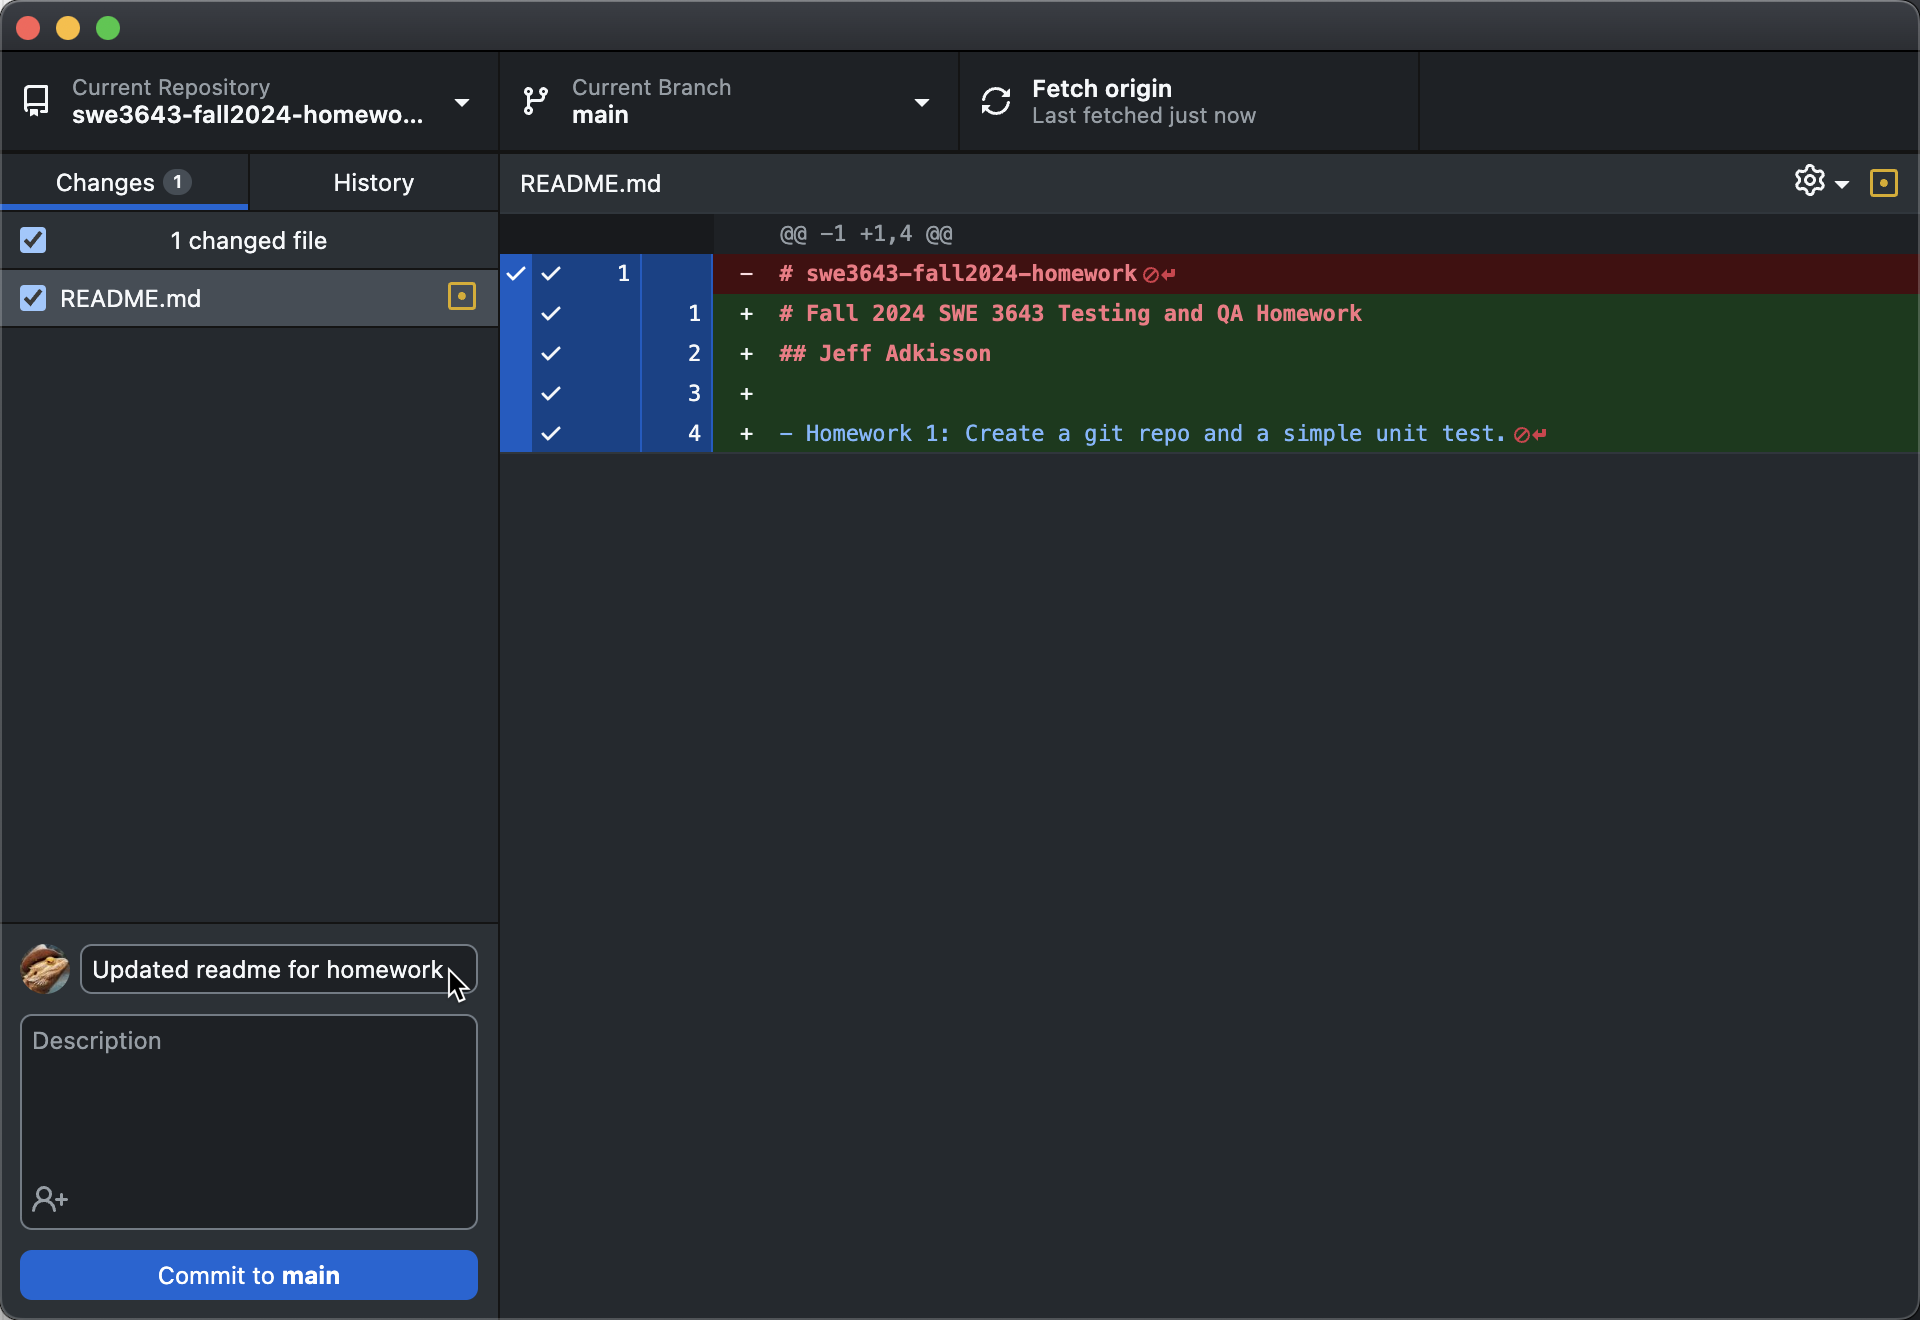 Current Repository
swe3643-fall2024-homewo...
Current Branch
main
Fetch origin
Last fetched just now
Changes 1
History
README.md
1 changed file
README.md
@@ -1 +1,4 @@
1 - # swe3643-fall2024-homework
1 + # Fall 2024 SWE 3643 Testing and QA Homework
2 + ## Jeff Adkisson
3 +
4 + - Homework 1: Create a git repo and a simple unit test.
Updated readme for homework
Description
Commit to main